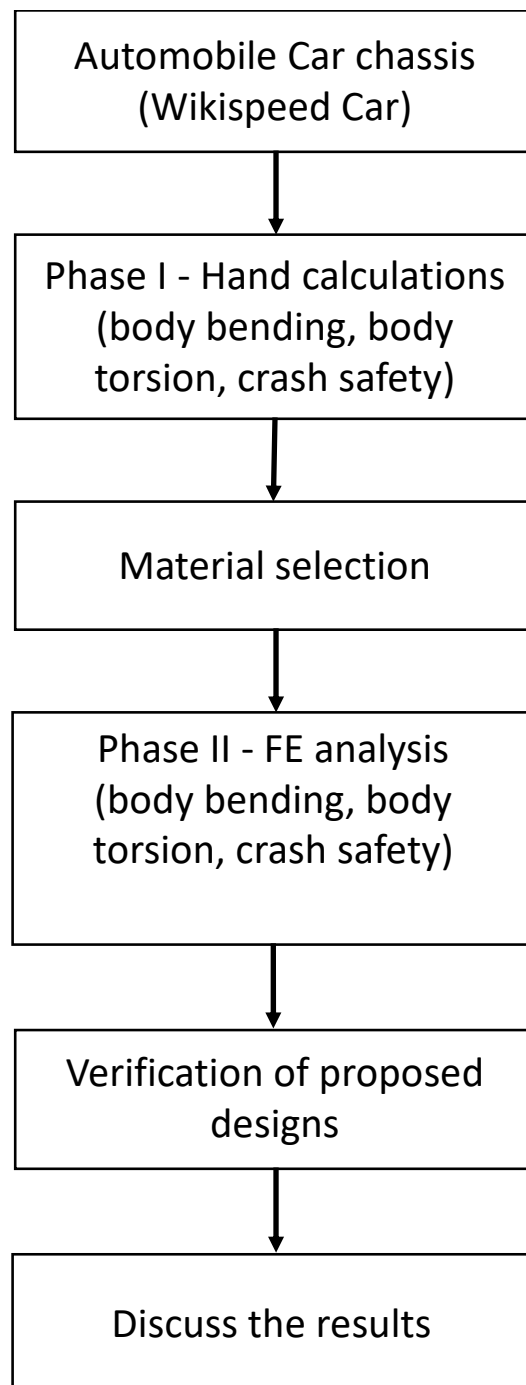 Automobile Car chassis
(Wikispeed Car)
Phase I - Hand calculations
(body bending, body
torsion, crash safety)
Material selection
Phase II - FE analysis
(body bending, body
torsion, crash safety)
Verification of proposed
designs
Discuss the results